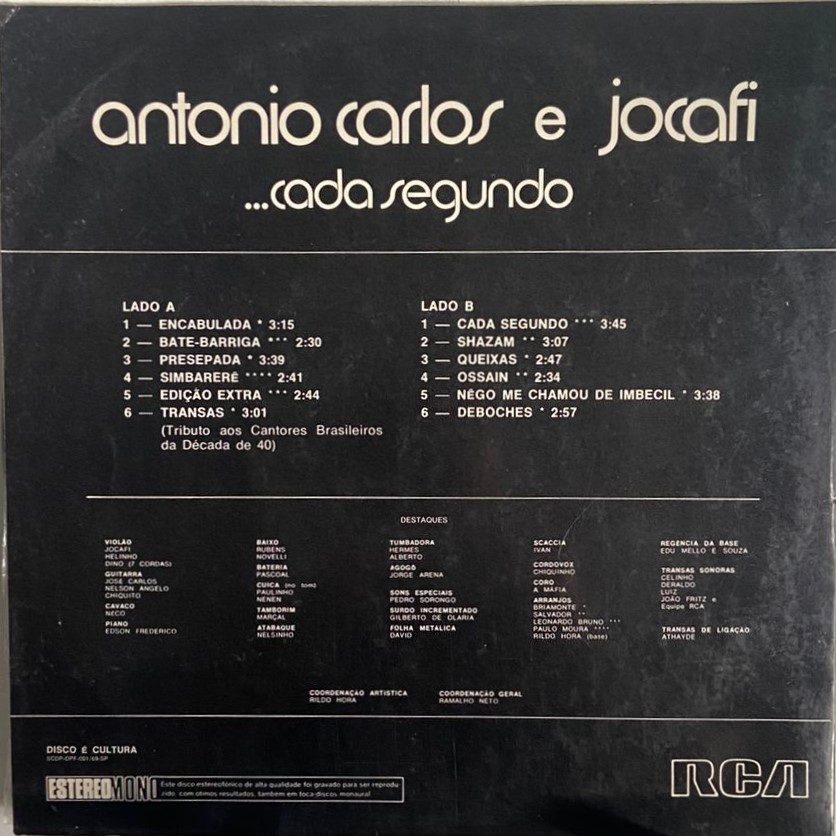 antonio carlos e jocafi
...cada segundo
LADO A
1 — ENCABULADA * 3:15
2 — BATE-BARRIGA *** 2:30
3 — PRESEPADA * 3:39
4 — SIMBARERÊ **** 2:41
5 — EDIÇÃO EXTRA *** 2:44
6 — TRANSAS * 3:01
(Tributo aos Cantores Brasileiros
da Década de 40)
LADO B
1 — CADA SEGUNDO *** 3:45
2 — SHAZAM ** 3:07
3 — QUEIXAS * 2:47
4 — OSSAIN ** 2:34
5 — NÊGO ME CHAMOU DE IMBECIL * 3:38
6 — DEBOCHES * 2:57
DESTAQUES
VIOLÃO
JOCAFI
HELINHO
DINO (7 CORDAS)
GUITARRA
JOSÉ CARLOS
NELSON ANGELO
CHIQUITO
CAVACO
NECO
PIANO
EDSON FREDERICO
BAIXO
RUBENS
NOVELLI
BATERIA
PASCOAL
CUICA (no tom)
PAULINHO
NENEN
TAMBORIM
MARÇAL
ATABAQUE
NELSINHO
TUMBADORA
HERMES
ALBERTO
AGOGÔ
JORGE ARENA
SONS ESPECIAIS
PEDRO SORONGO
SURDO INCREMENTADO
GILBERTO DE OLARIA
FOLHA METALICA
DAVID
SCACCIA
IVAN
CORDOVOX
CHIQUINHO
CORO
A MÁFIA
ARRANJOS
BRIAMONTE *
SALVADOR **
LEONARDO BRUNO ***
PAULO MOURA ****
RILDO HORA (base)
REGENCIA DA BASE
EDU MELLO E SOUZA
TRANSAS SONORAS
CELINHO
DERALDO
LUIZ
JOÃO FRITZ e
Equipe RCA
TRANSAS DE LIGAÇÃO
ATHAYDE
COORDENAÇÃO ARTISTICA
RILDO HORA
COORDENAÇÃO GERAL
RAMALHO NETO
DISCO É CULTURA
SCDP-DPF-001/69-SP
ESTEREOMONO
Este disco estereofônico de alta qualidade foi gravado para ser reprodu
zido, com otimos resultados, tambem em toca-discos monaural
RCA